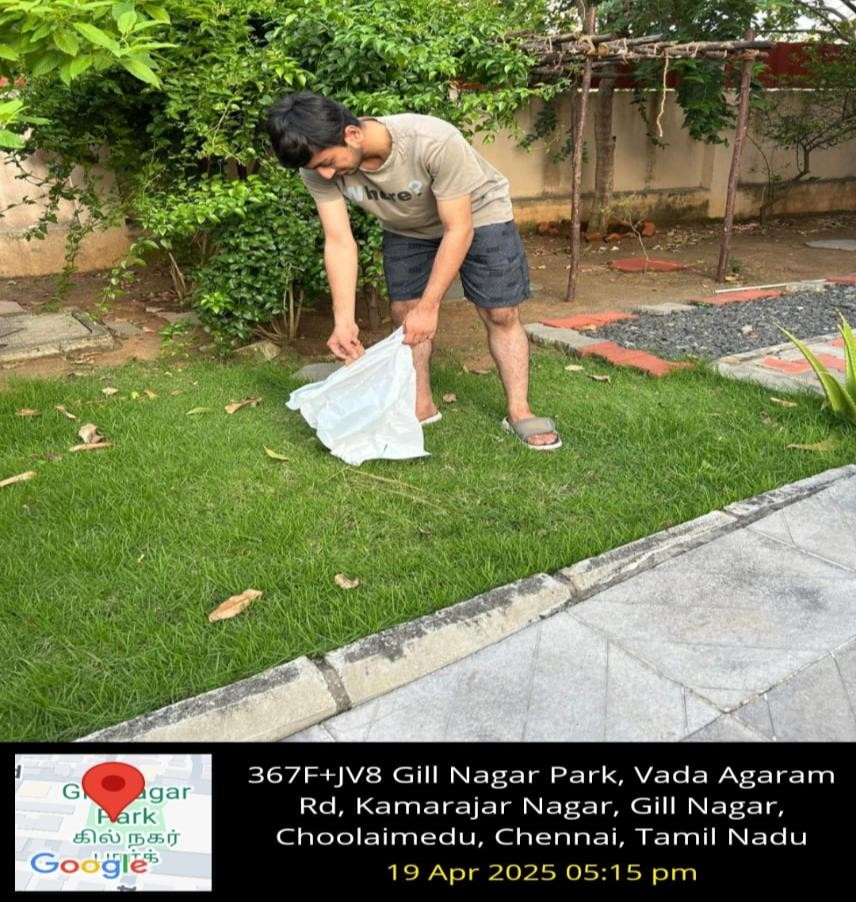 where?
Gill Nagar
Park
கில் நகர்
பார்க்
Google
367F+JV8 Gill Nagar Park, Vada Agaram
Rd, Kamarajar Nagar, Gill Nagar,
Choolaimedu, Chennai, Tamil Nadu
19 Apr 2025 05:15 pm